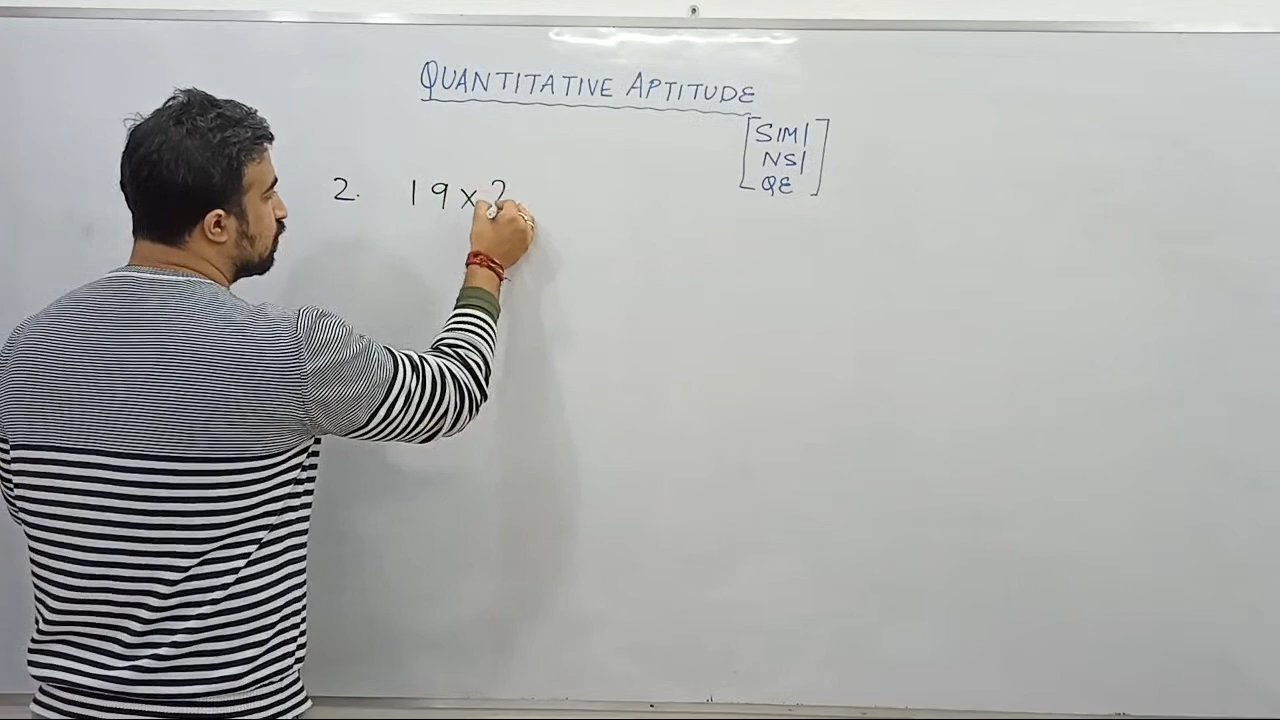 QUANTITATIVE APTITUDE
[SIM|
NS|
QE]
2. 19 x ?